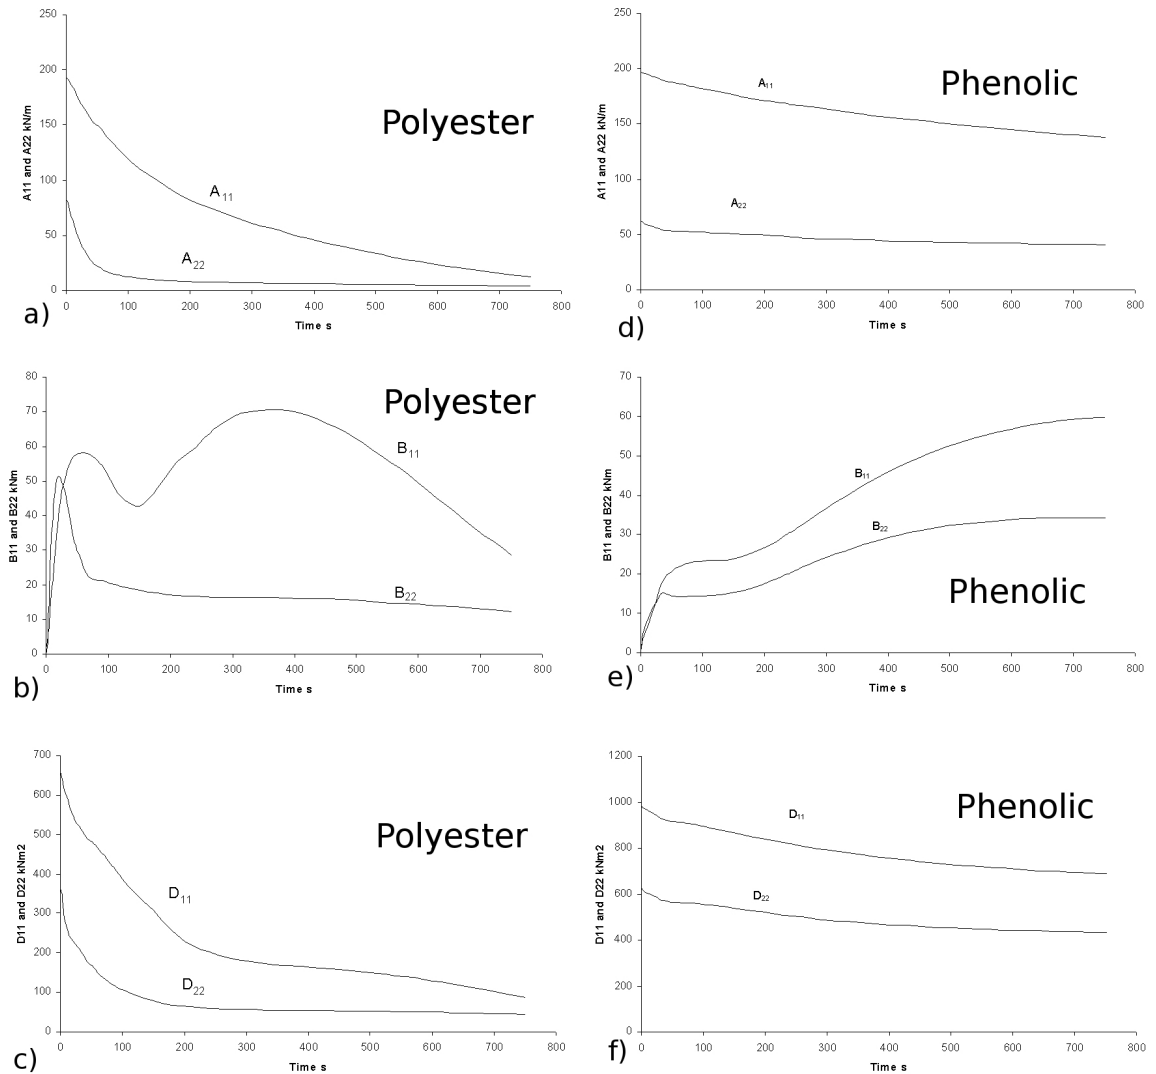 250
200
150
100
50
0
A11 and A22 kN/m
Polyester
A11
A22
0 100 200 300 400 500 600 700 800
Time s
a)
250
200
150
100
50
0
A11 and A22 kN/m
Phenolic
A11
A22
0 100 200 300 400 500 600 700 800
Time s
d)
80
70
60
50
40
30
20
10
0
B11 and B22 kNm
Polyester
B11
B22
0 100 200 300 400 500 600 700 800
Time s
b)
70
60
50
40
30
20
10
0
B11 and B22 kNm
B11
B22
Phenolic
0 100 200 300 400 500 600 700 800
Time s
e)
700
600
500
400
300
200
100
0
D11 and D22 kNm2
Polyester
D11
D22
0 100 200 300 400 500 600 700 800
Time s
c)
1200
1000
800
600
400
200
0
D11 and D22 kNm2
Phenolic
D11
D22
0 100 200 300 400 500 600 700 800
Time s
f)